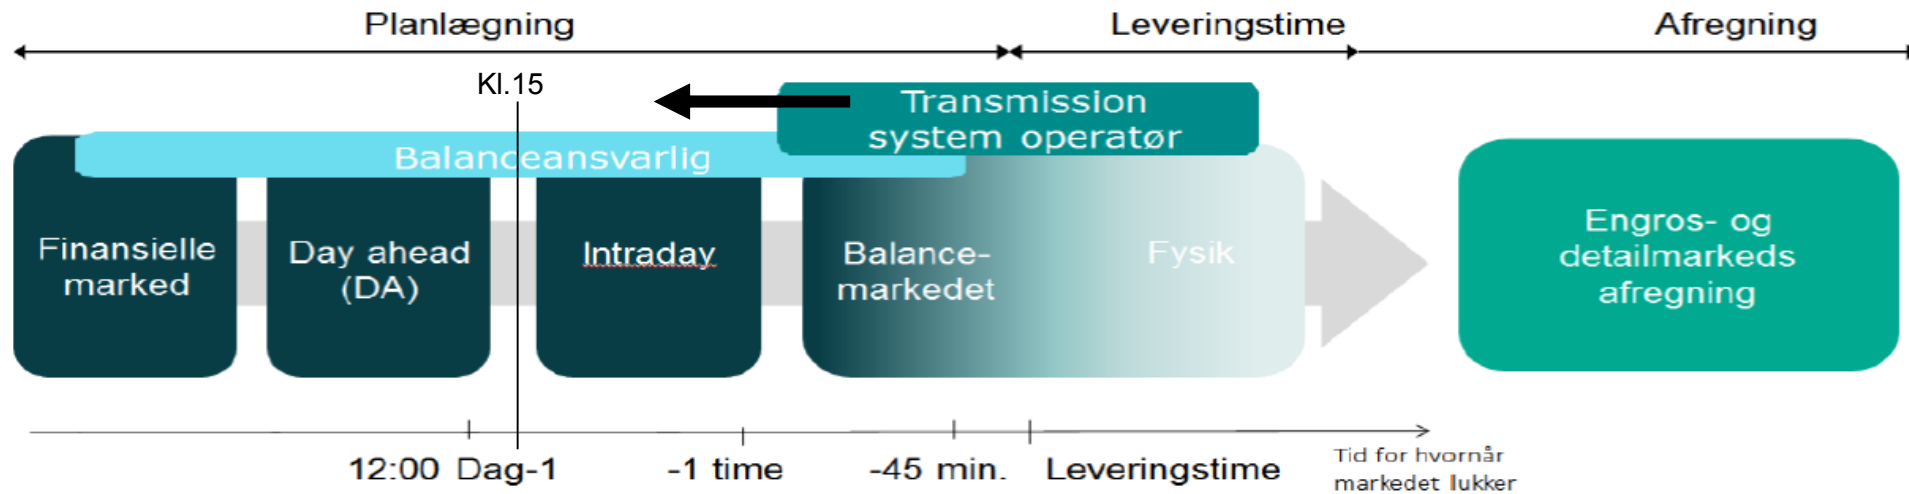 Planlægning
Leveringstime
Afregning
Kl.15
Transmission
system operatør
Balanceansvarlig
Finansielle
marked
Day ahead
(DA)
Intraday
Balance-
markedet
Fysik
Engros- og
detailmarkeds
afregning
12:00 Dag-1
-1 time
-45 min.
Leveringstime
Tid for hvornår
markedet lukker